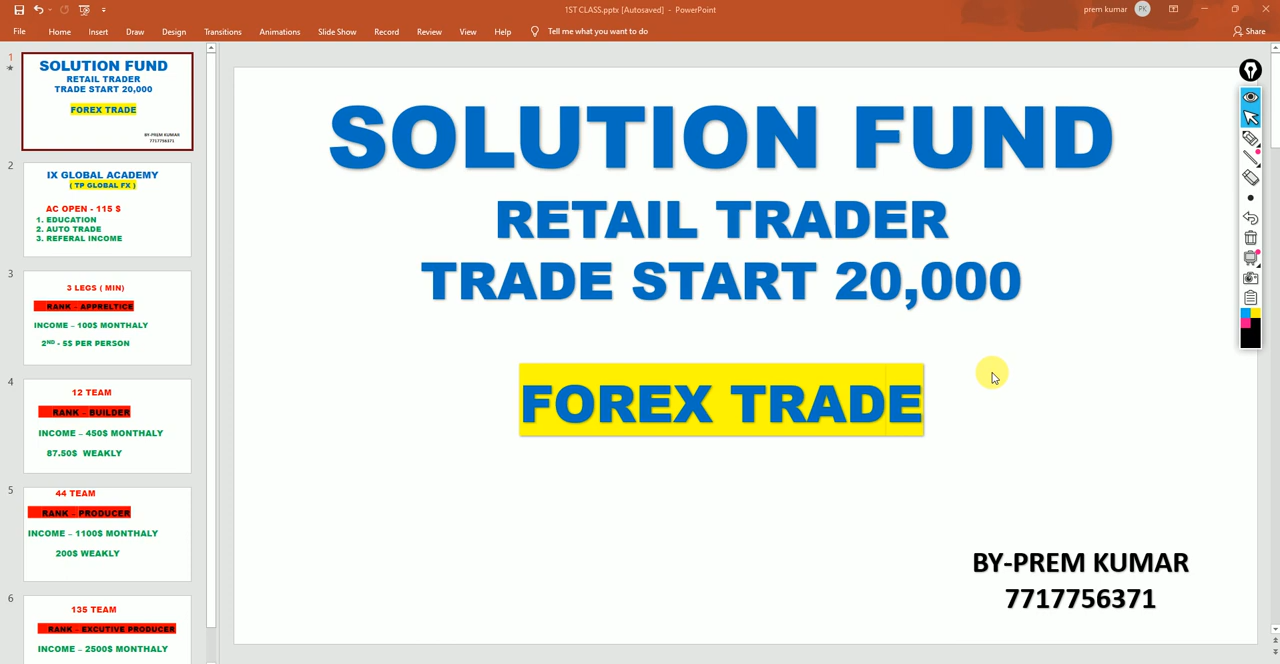 1ST CLASS.pptx [Autosaved] - PowerPoint
prem kumar
PK
File
Home
Insert
Draw
Design
Transitions
Animations
Slide Show
Record
Review
View
Help
Tell me what you want to do
Share
1
SOLUTION FUND
RETAIL TRADER
TRADE START 20,000
FOREX TRADE
BY-PREM KUMAR
7717756371
2
IX GLOBAL ACADEMY
( TP GLOBAL FX )
AC OPEN - 115 $
1. EDUCATION
2. AUTO TRADE
3. REFERAL INCOME
3
3 LEGS ( MIN)
RANK – APPRELTICE
INCOME – 100$ MONTHALY
2ND - 5$ PER PERSON
4
12 TEAM
RANK – BUILDER
INCOME – 450$ MONTHALY
87.50$ WEAKLY
5
44 TEAM
RANK – PRODUCER
INCOME – 1100$ MONTHALY
200$ WEAKLY
6
135 TEAM
RANK – EXCUTIVE PRODUCER
INCOME – 2500$ MONTHALY
SOLUTION FUND
RETAIL TRADER
TRADE START 20,000
FOREX TRADE
BY-PREM KUMAR
7717756371